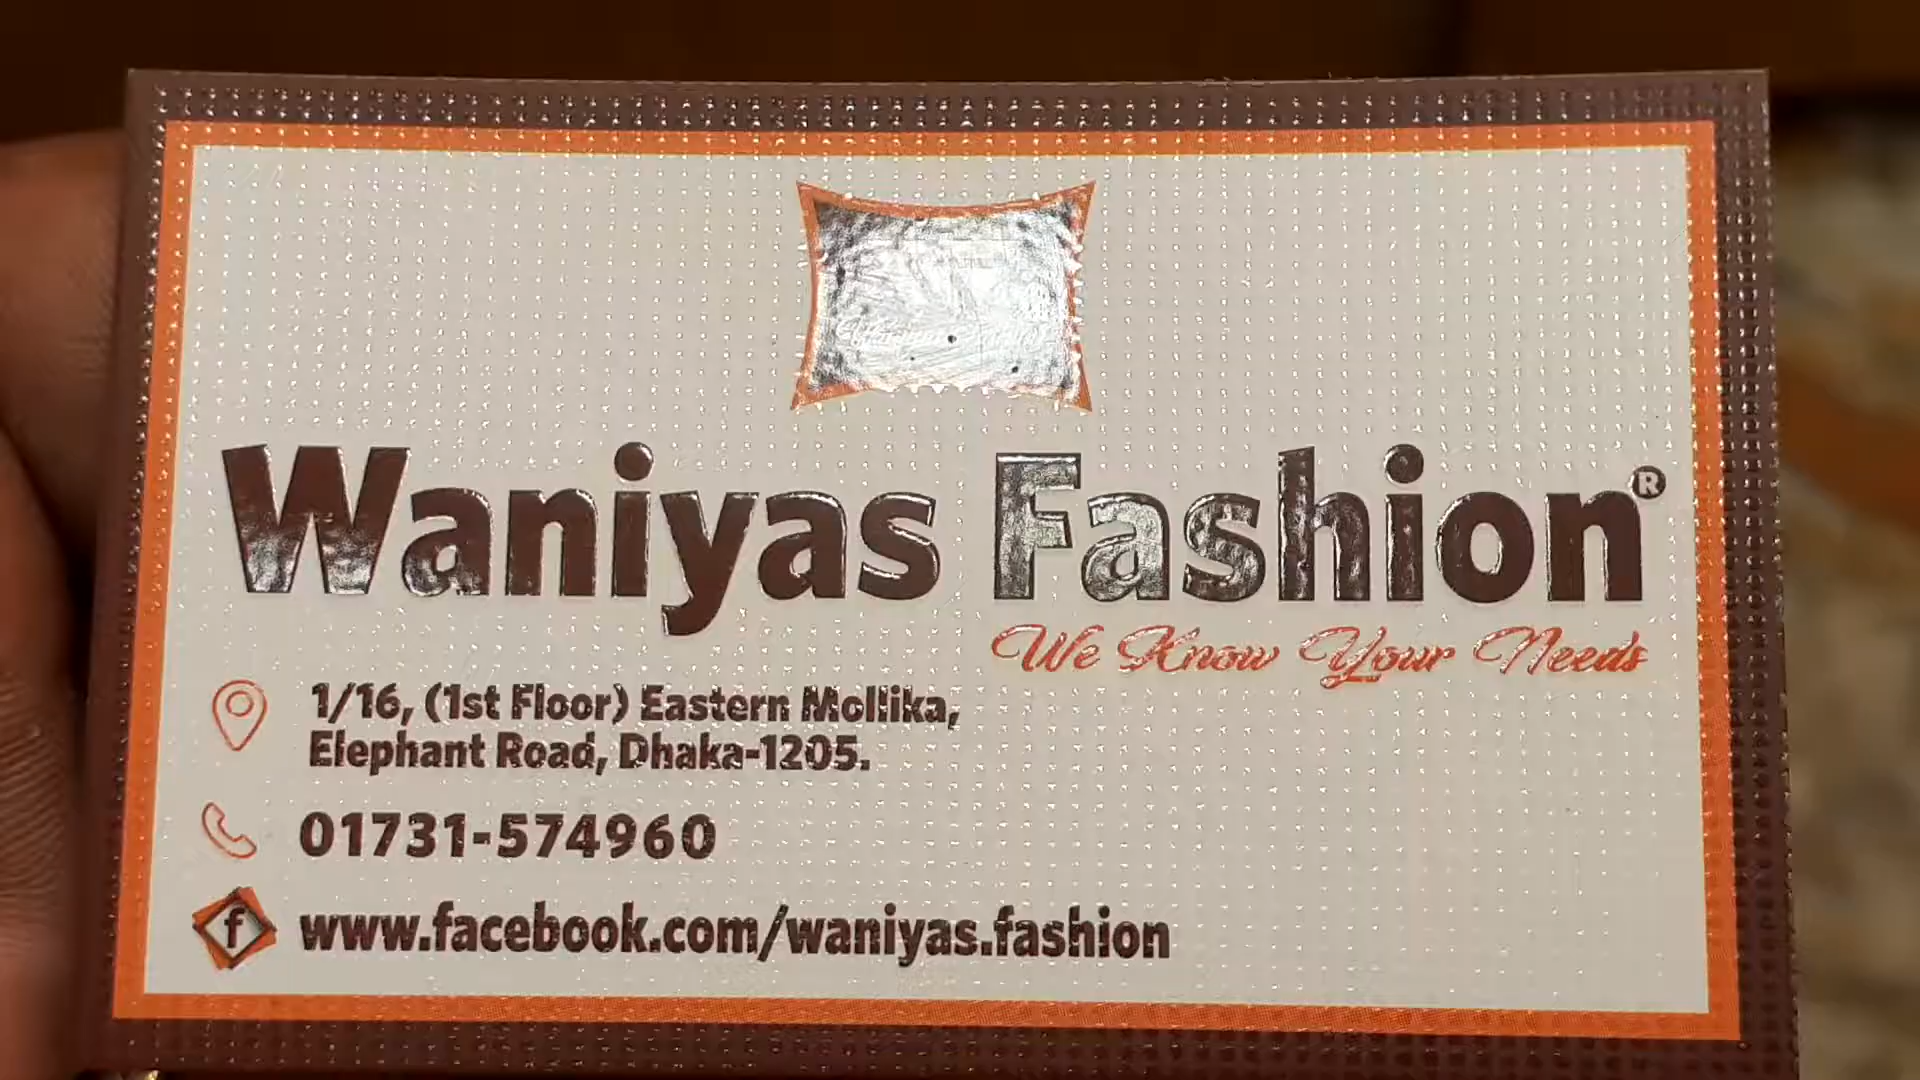 Waniyas Fashion®
We Know Your Needs
1/16, (1st Floor) Eastern Mollika,
Elephant Road, Dhaka-1205.
01731-574960
www.facebook.com/waniyas.fashion